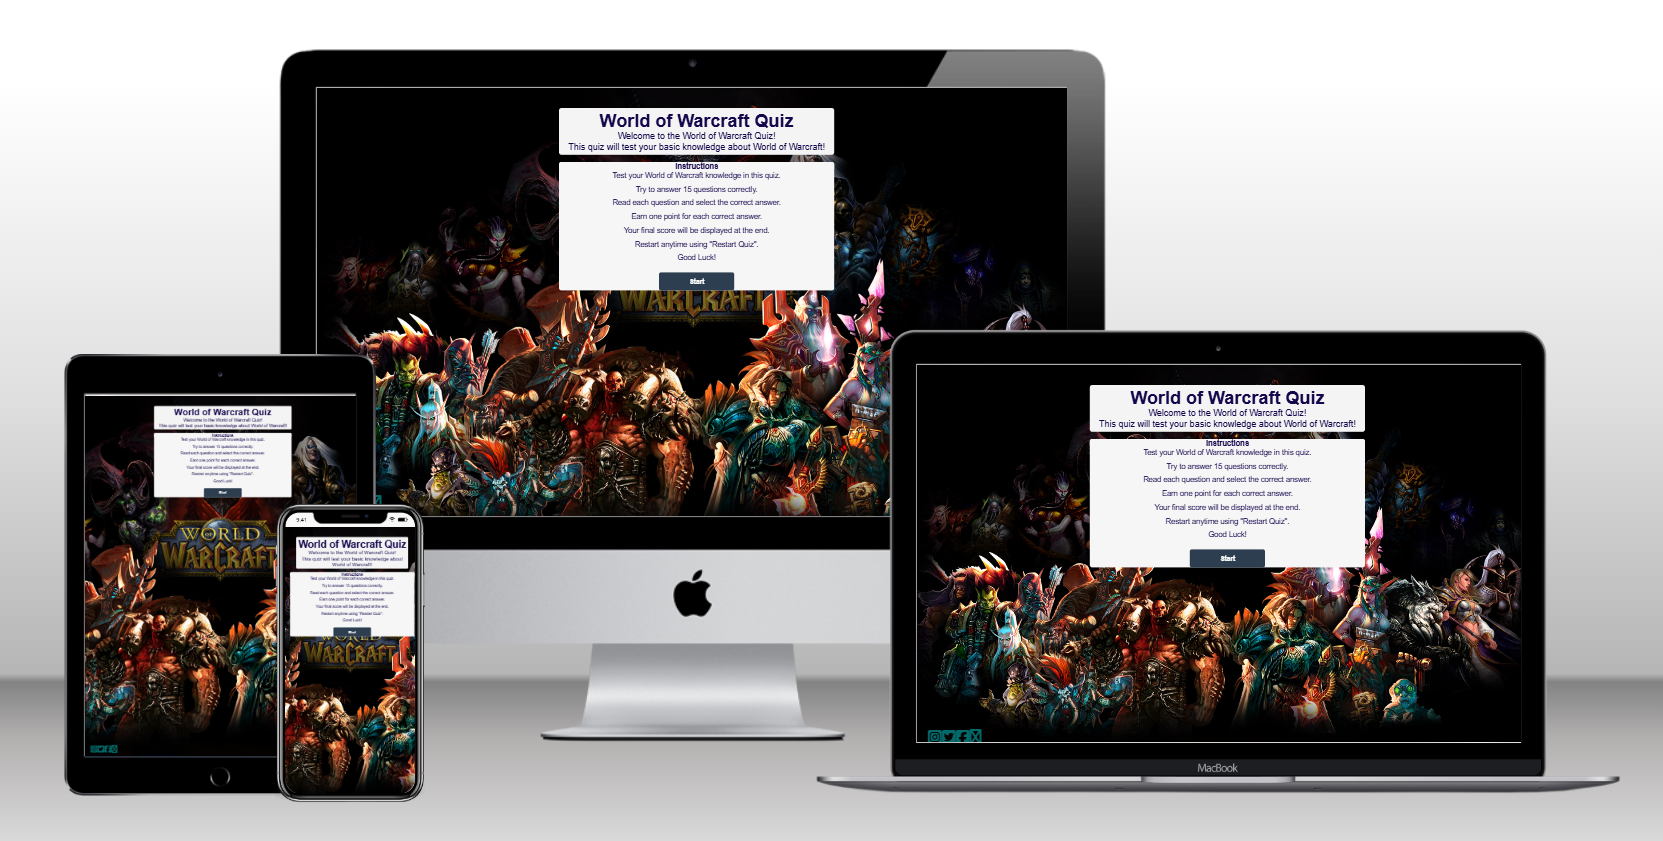 World of Warcraft Quiz
Welcome to the World of Warcraft Quiz!
This quiz will test your basic knowledge about World of Warcraft!
Instructions
Test your World of Warcraft knowledge in this quiz.
Try to answer 15 questions correctly.
Read each question and select the correct answer.
Earn one point for each correct answer.
Your final score will be displayed at the end.
Restart anytime using "Restart Quiz".
Good Luck!
Start
WARCRAFT
World of Warcraft Quiz
Welcome to the World of Warcraft Quiz!
This quiz will test your basic knowledge about World of Warcraft!
Instructions
Test your World of Warcraft knowledge in this quiz.
Try to answer 15 questions correctly.
Read each question and select the correct answer.
Earn one point for each correct answer.
Your final score will be displayed at the end.
Restart anytime using "Restart Quiz".
Good Luck!
Start
WORLD
WARCRAFT
9:41
World of Warcraft Quiz
Welcome to the World of Warcraft Quiz!
This quiz will test your basic knowledge about
World of Warcraft!
Instructions
Test your World of Warcraft knowledge in this quiz.
Try to answer 15 questions correctly.
Read each question and select the correct answer.
Earn one point for each correct answer.
Your final score will be displayed at the end.
Restart anytime using "Restart Quiz".
Good Luck!
Start
WORLD
WARCRAFT
World of Warcraft Quiz
Welcome to the World of Warcraft Quiz!
This quiz will test your basic knowledge about World of Warcraft!
Instructions
Test your World of Warcraft knowledge in this quiz.
Try to answer 15 questions correctly.
Read each question and select the correct answer.
Earn one point for each correct answer.
Your final score will be displayed at the end.
Restart anytime using "Restart Quiz".
Good Luck!
Start
MacBook